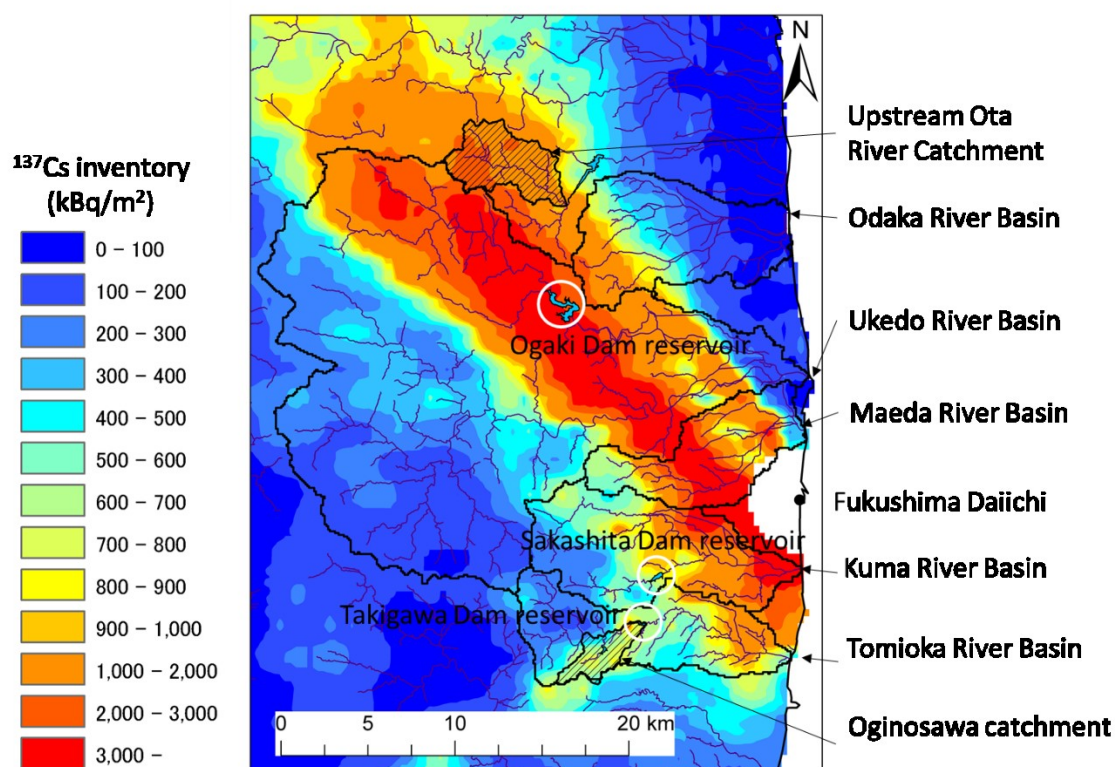 ¹³⁷Cs inventory
(kBq/m²)
0 – 100
100 – 200
200 – 300
300 – 400
400 – 500
500 – 600
600 – 700
700 – 800
800 – 900
900 – 1,000
1,000 – 2,000
2,000 – 3,000
3,000 –
N
Ogaki Dam reservoir
Sakashita Dam reservoir
Takigawa Dam reservoir
0 5 10 20 km
Upstream Ota
River Catchment
Odaka River Basin
Ukedo River Basin
Maeda River Basin
Fukushima Daiichi
Kuma River Basin
Tomioka River Basin
Oginosawa catchment